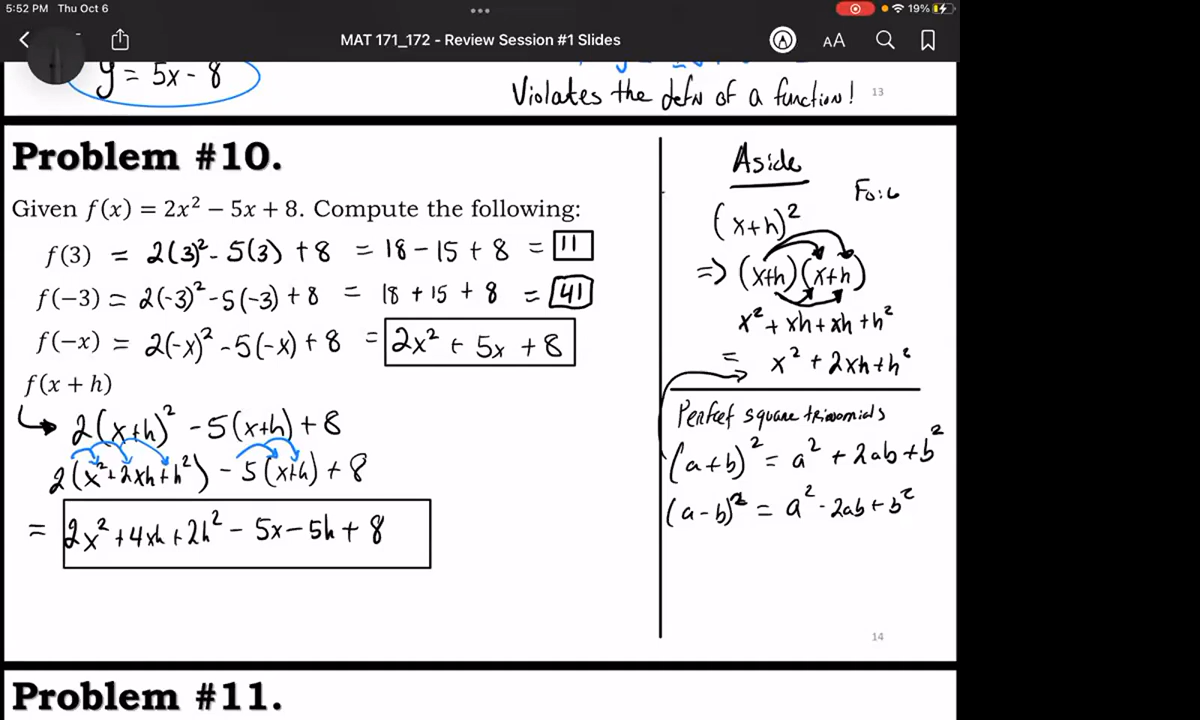 5:52 PM Thu Oct 6
19%
MAT 171_172 - Review Session #1 Slides
AA
y = 5x - 8
Violates the defn of a function!
13
Problem #10.
Given f(x) = 2x² − 5x + 8. Compute the following:
f(3) = 2(3)² - 5(3) + 8 = 18 - 15 + 8 = 11
f(−3) = 2(-3)² - 5(-3) + 8 = 18 + 15 + 8 = 41
f(−x) = 2(-x)² - 5(-x) + 8 = 2x² + 5x + 8
f(x + h)
2(x+h)² - 5(x+h) + 8
2(x² + 2xh + h²) - 5(x+h) + 8
= 2x² + 4xh + 2h² - 5x - 5h + 8
Aside
Foil
(x+h)²
=> (x+h)(x+h)
x² + xh + xh + h²
= x² + 2xh + h²
Perfect square trinomials
(a+b)² = a² + 2ab + b²
(a-b)² = a² - 2ab + b²
14
Problem #11.